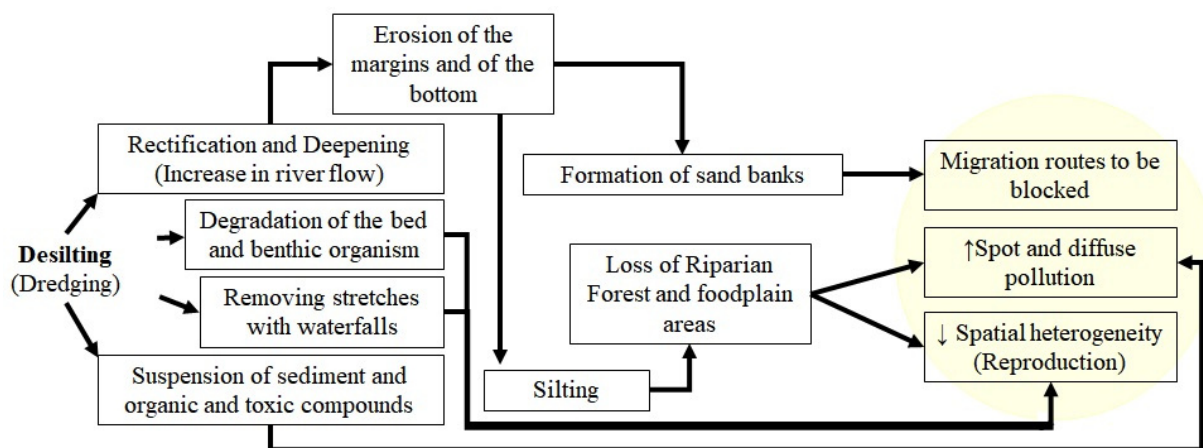 Erosion of the
margins and of the
bottom
Rectification and Deepening
(Increase in river flow)
Formation of sand banks
Migration routes to be
blocked
Degradation of the bed
and benthic organism
Desilting
(Dredging)
Loss of Riparian
Forest and foodplain
areas
↑Spot and diffuse
pollution
Removing stretches
with waterfalls
↓ Spatial heterogeneity
(Reproduction)
Suspension of sediment and
organic and toxic compounds
Silting